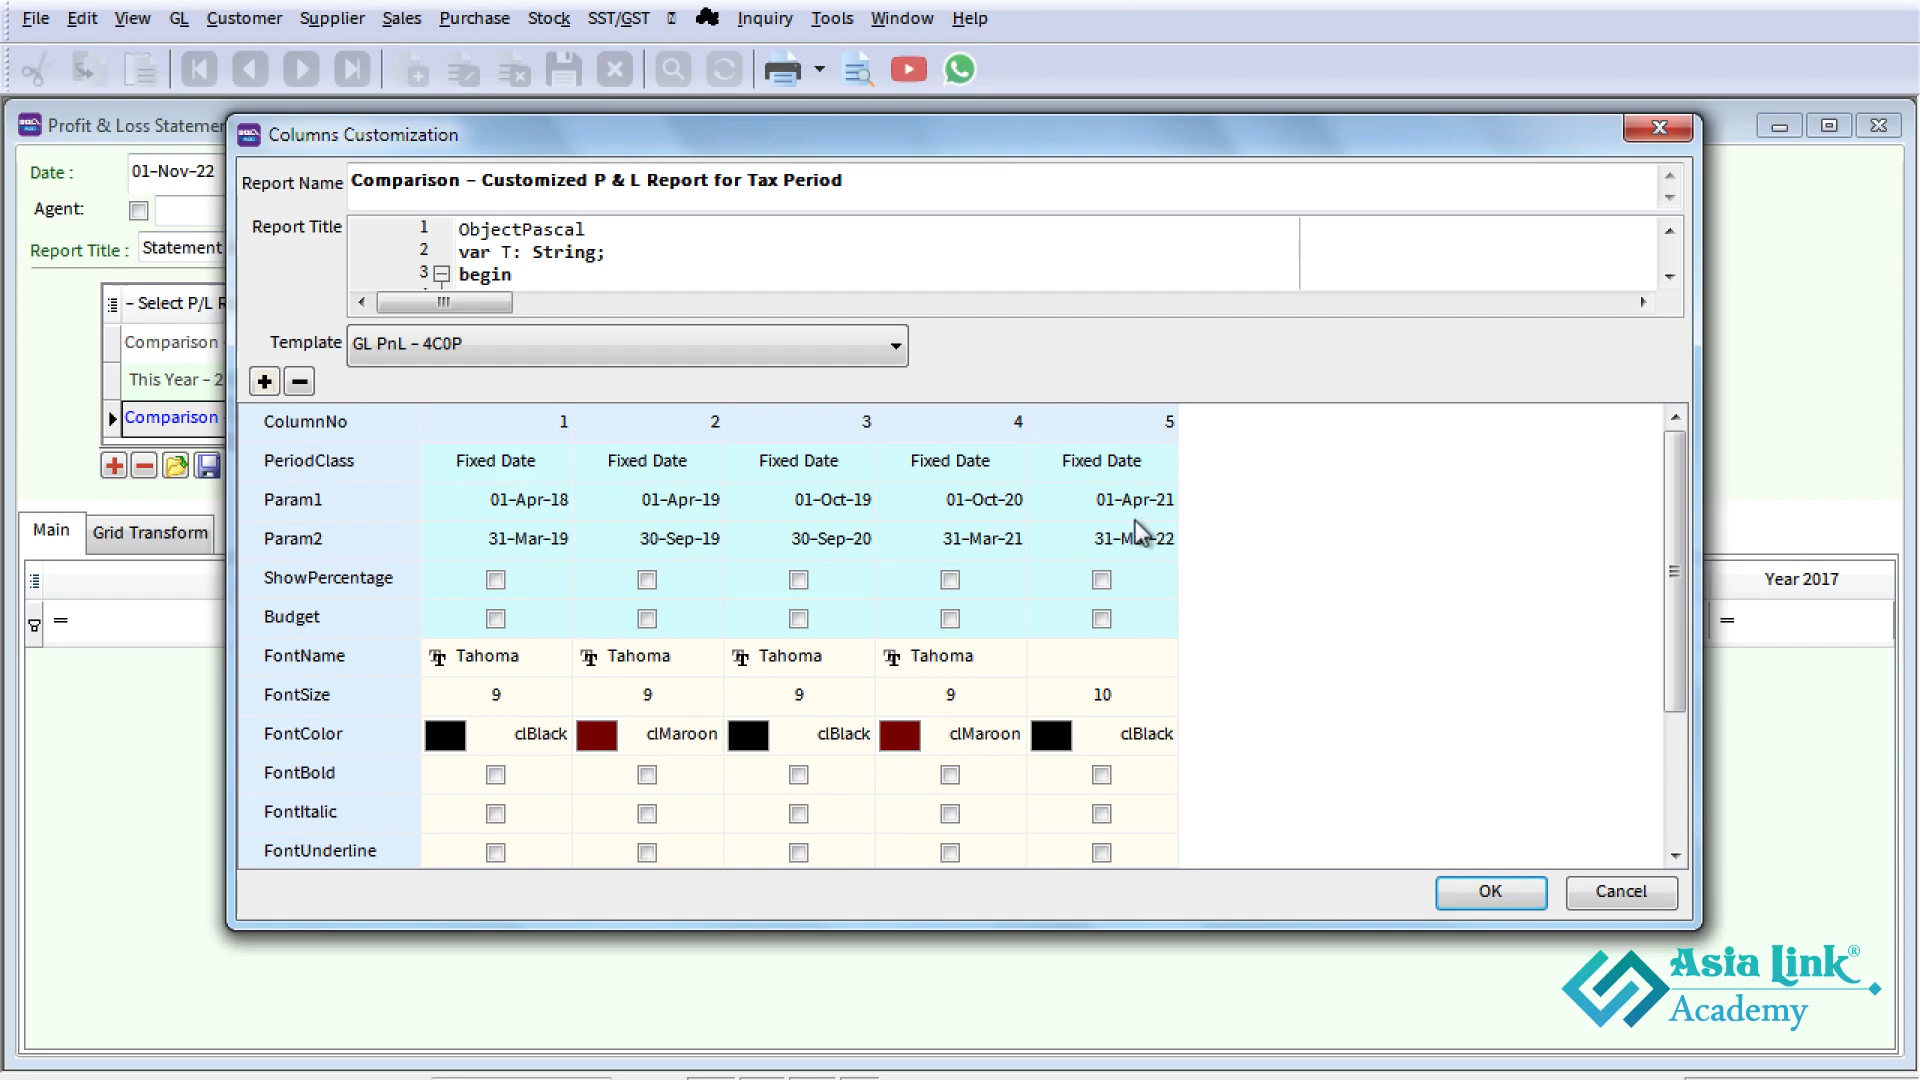 File Edit View GL Customer Supplier Sales Purchase Stock SST/GST Inquiry Tools Window Help
Profit & Loss Statemen
Columns Customization
Date :
01-Nov-22
Agent:
Report Title :
Statement
Report Name
Comparison - Customized P & L Report for Tax Period
Report Title
1 ObjectPascal
2 var T: String;
3 begin
- Select P/L R
Comparison
This Year - 2
Comparison
Template
GL PnL - 4C0P
ColumnNo 1 2 3 4 5
PeriodClass Fixed Date Fixed Date Fixed Date Fixed Date Fixed Date
Param1 01-Apr-18 01-Apr-19 01-Oct-19 01-Oct-20 01-Apr-21
Param2 31-Mar-19 30-Sep-19 30-Sep-20 31-Mar-21 31-Mar-22
ShowPercentage
Budget
FontName Tahoma Tahoma Tahoma Tahoma
FontSize 9 9 9 9 10
FontColor clBlack clMaroon clBlack clMaroon clBlack
FontBold
FontItalic
FontUnderline
Main
Grid Transform
Year 2017
=
=
OK
Cancel
Asia Link®
Academy